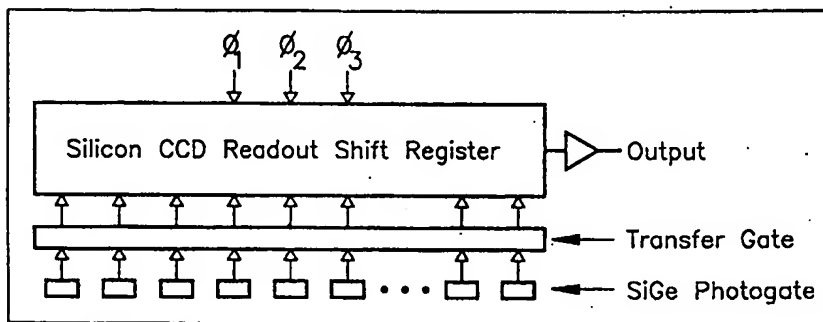 Ø1 Ø2 Ø3
Silicon CCD Readout Shift Register
Output
Transfer Gate
SiGe Photogate